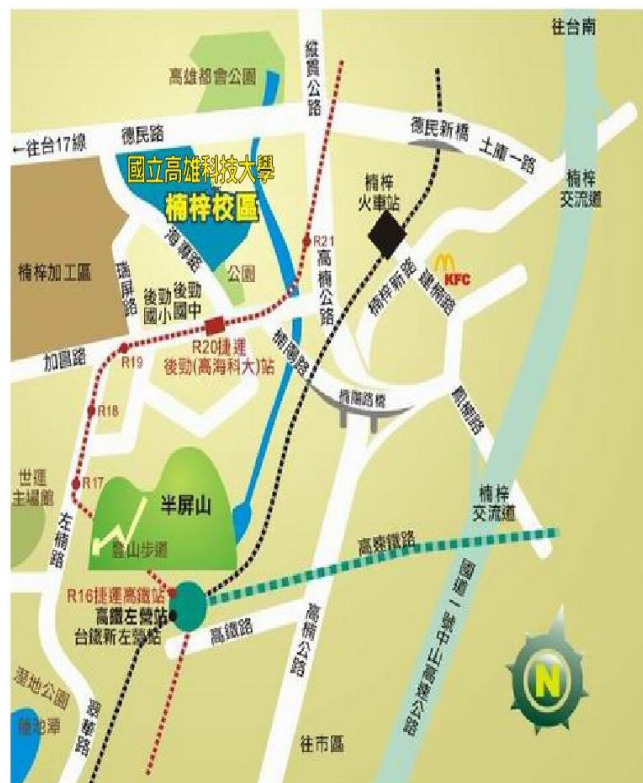 往台南
高雄都會公園
縱貫公路
←往台17線
德民路
德民新橋
土庫一路
國立高雄科技大學
楠梓校區
楠梓
火車站
楠梓
交流道
海專路
R21
公園
高楠公路
楠梓新路
建楠路
KFC
楠梓加工區
瑞屏路
後勁
國小
後勁
國中
加昌路
R19
R20捷運
後勁(高海科大)站
楠陽路
楠陽路橋
鳳楠路
R18
R17
世運
主場館
左楠路
半屏山
登山步道
楠梓
交流道
高速鐵路
R16捷運高鐵站
高鐵左營站
台鐵新左營站
高鐵路
高楠公路
國道一號中山高速公路
N
溼地公園
蓮池潭
翠華路
往市區